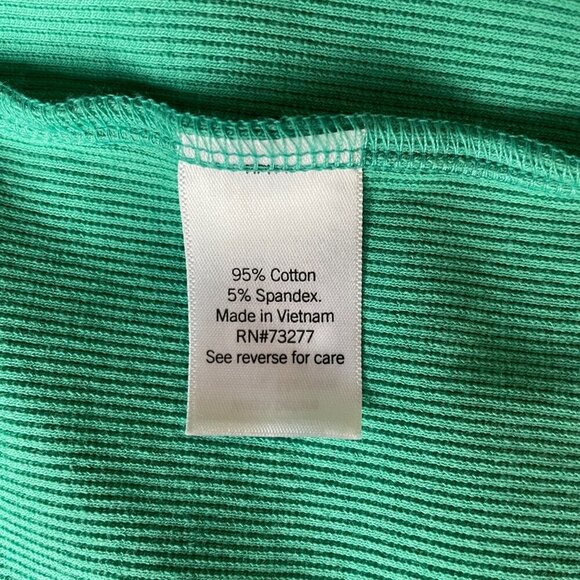 95% Cotton
5% Spandex.
Made in Vietnam
RN#73277
See reverse for care